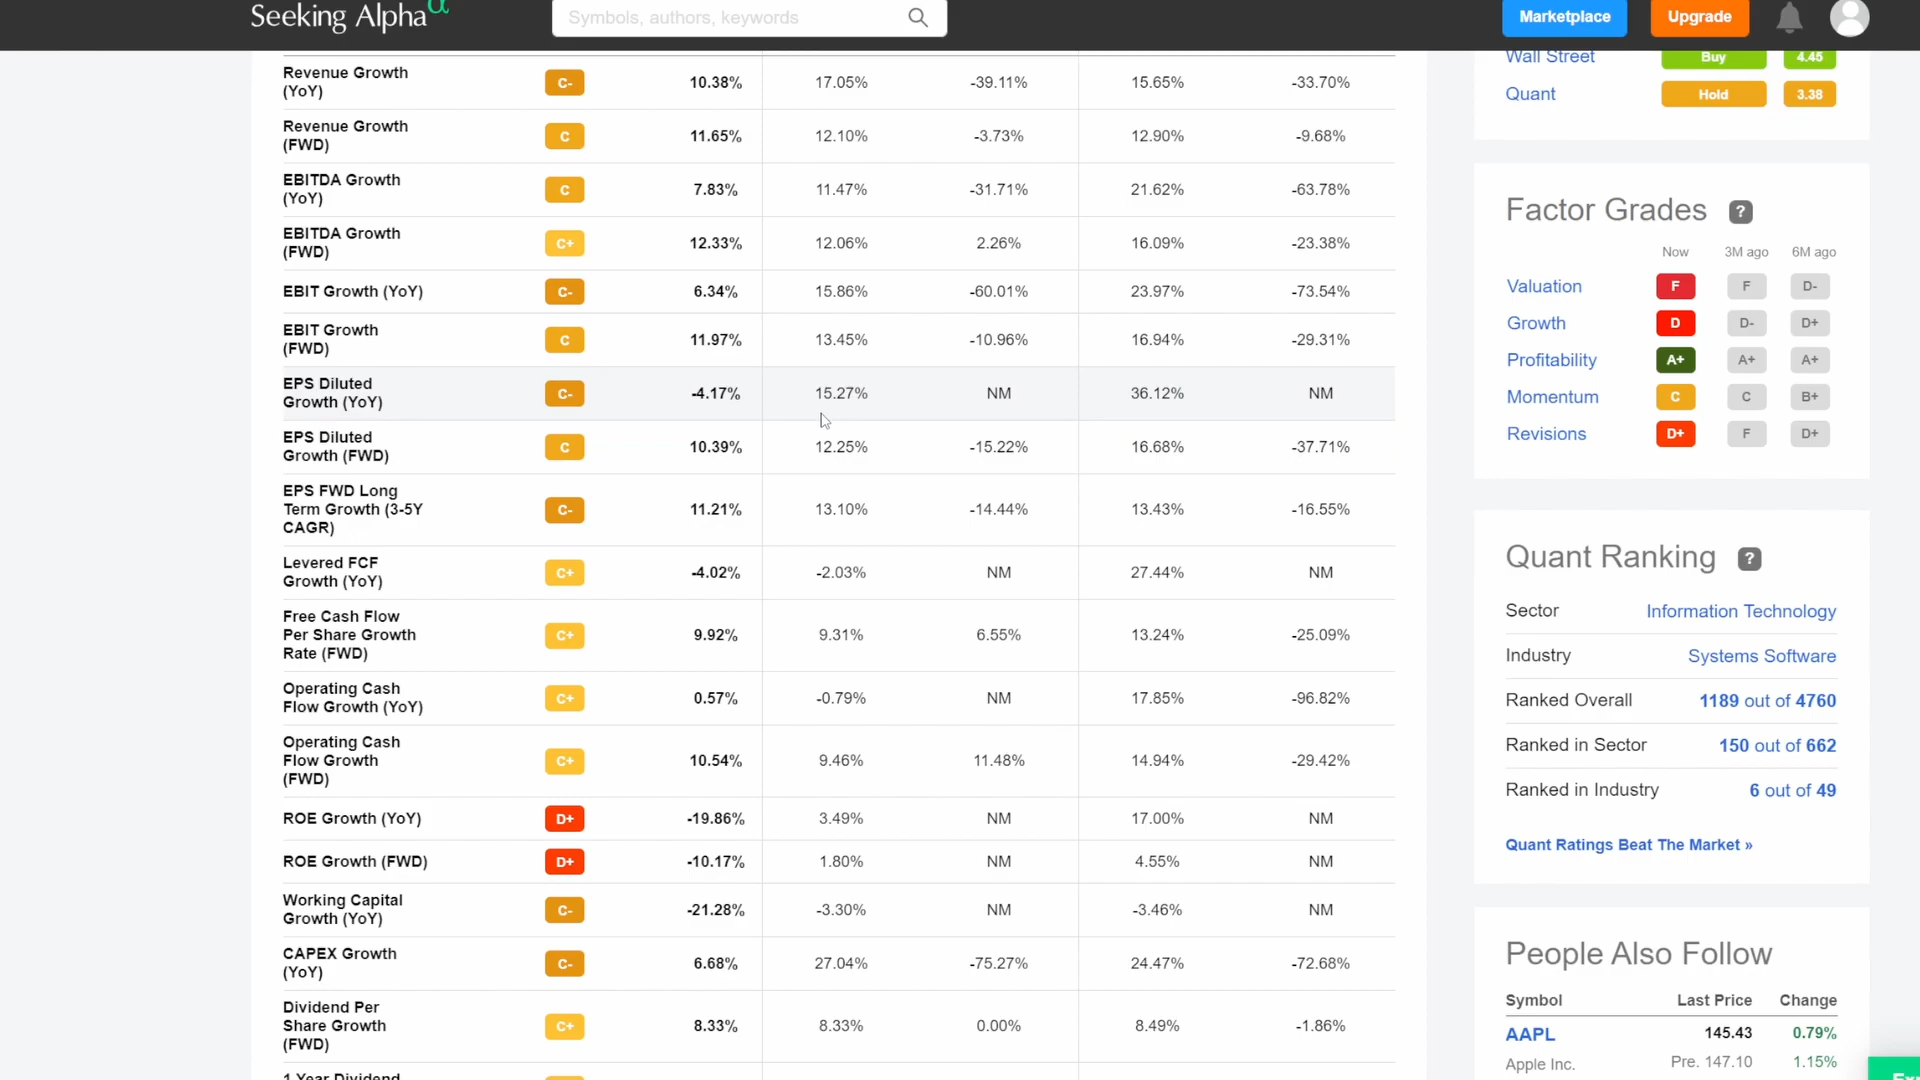 Seeking Alpha α
Symbols, authors, keywords
Marketplace
Upgrade
Revenue Growth
(YoY)
C-
10.38%
17.05%
-39.11%
15.65%
-33.70%
Revenue Growth
(FWD)
C
11.65%
12.10%
-3.73%
12.90%
-9.68%
EBITDA Growth
(YoY)
C
7.83%
11.47%
-31.71%
21.62%
-63.78%
EBITDA Growth
(FWD)
C+
12.33%
12.06%
2.26%
16.09%
-23.38%
EBIT Growth (YoY)
C-
6.34%
15.86%
-60.01%
23.97%
-73.54%
EBIT Growth
(FWD)
C
11.97%
13.45%
-10.96%
16.94%
-29.31%
EPS Diluted
Growth (YoY)
C-
-4.17%
15.27%
NM
36.12%
NM
EPS Diluted
Growth (FWD)
C
10.39%
12.25%
-15.22%
16.68%
-37.71%
EPS FWD Long
Term Growth (3-5Y
CAGR)
C-
11.21%
13.10%
-14.44%
13.43%
-16.55%
Levered FCF
Growth (YoY)
C+
-4.02%
-2.03%
NM
27.44%
NM
Free Cash Flow
Per Share Growth
Rate (FWD)
C+
9.92%
9.31%
6.55%
13.24%
-25.09%
Operating Cash
Flow Growth (YoY)
C+
0.57%
-0.79%
NM
17.85%
-96.82%
Operating Cash
Flow Growth
(FWD)
C+
10.54%
9.46%
11.48%
14.94%
-29.42%
ROE Growth (YoY)
D+
-19.86%
3.49%
NM
17.00%
NM
ROE Growth (FWD)
D+
-10.17%
1.80%
NM
4.55%
NM
Working Capital
Growth (YoY)
C-
-21.28%
-3.30%
NM
-3.46%
NM
CAPEX Growth
(YoY)
C-
6.68%
27.04%
-75.27%
24.47%
-72.68%
Dividend Per
Share Growth
(FWD)
C+
8.33%
8.33%
0.00%
8.49%
-1.86%
1 Year Dividend
Wall Street
Buy
4.45
Quant
Hold
3.38
Factor Grades ?
Now
3M ago
6M ago
Valuation
F
F
D-
Growth
D
D-
D+
Profitability
A+
A+
A+
Momentum
C
C
B+
Revisions
D+
F
D+
Quant Ranking ?
Sector
Information Technology
Industry
Systems Software
Ranked Overall
1189 out of 4760
Ranked in Sector
150 out of 662
Ranked in Industry
6 out of 49
Quant Ratings Beat The Market »
People Also Follow
Symbol
Last Price
Change
AAPL
145.43
0.79%
Apple Inc.
Pre. 147.10
1.15%